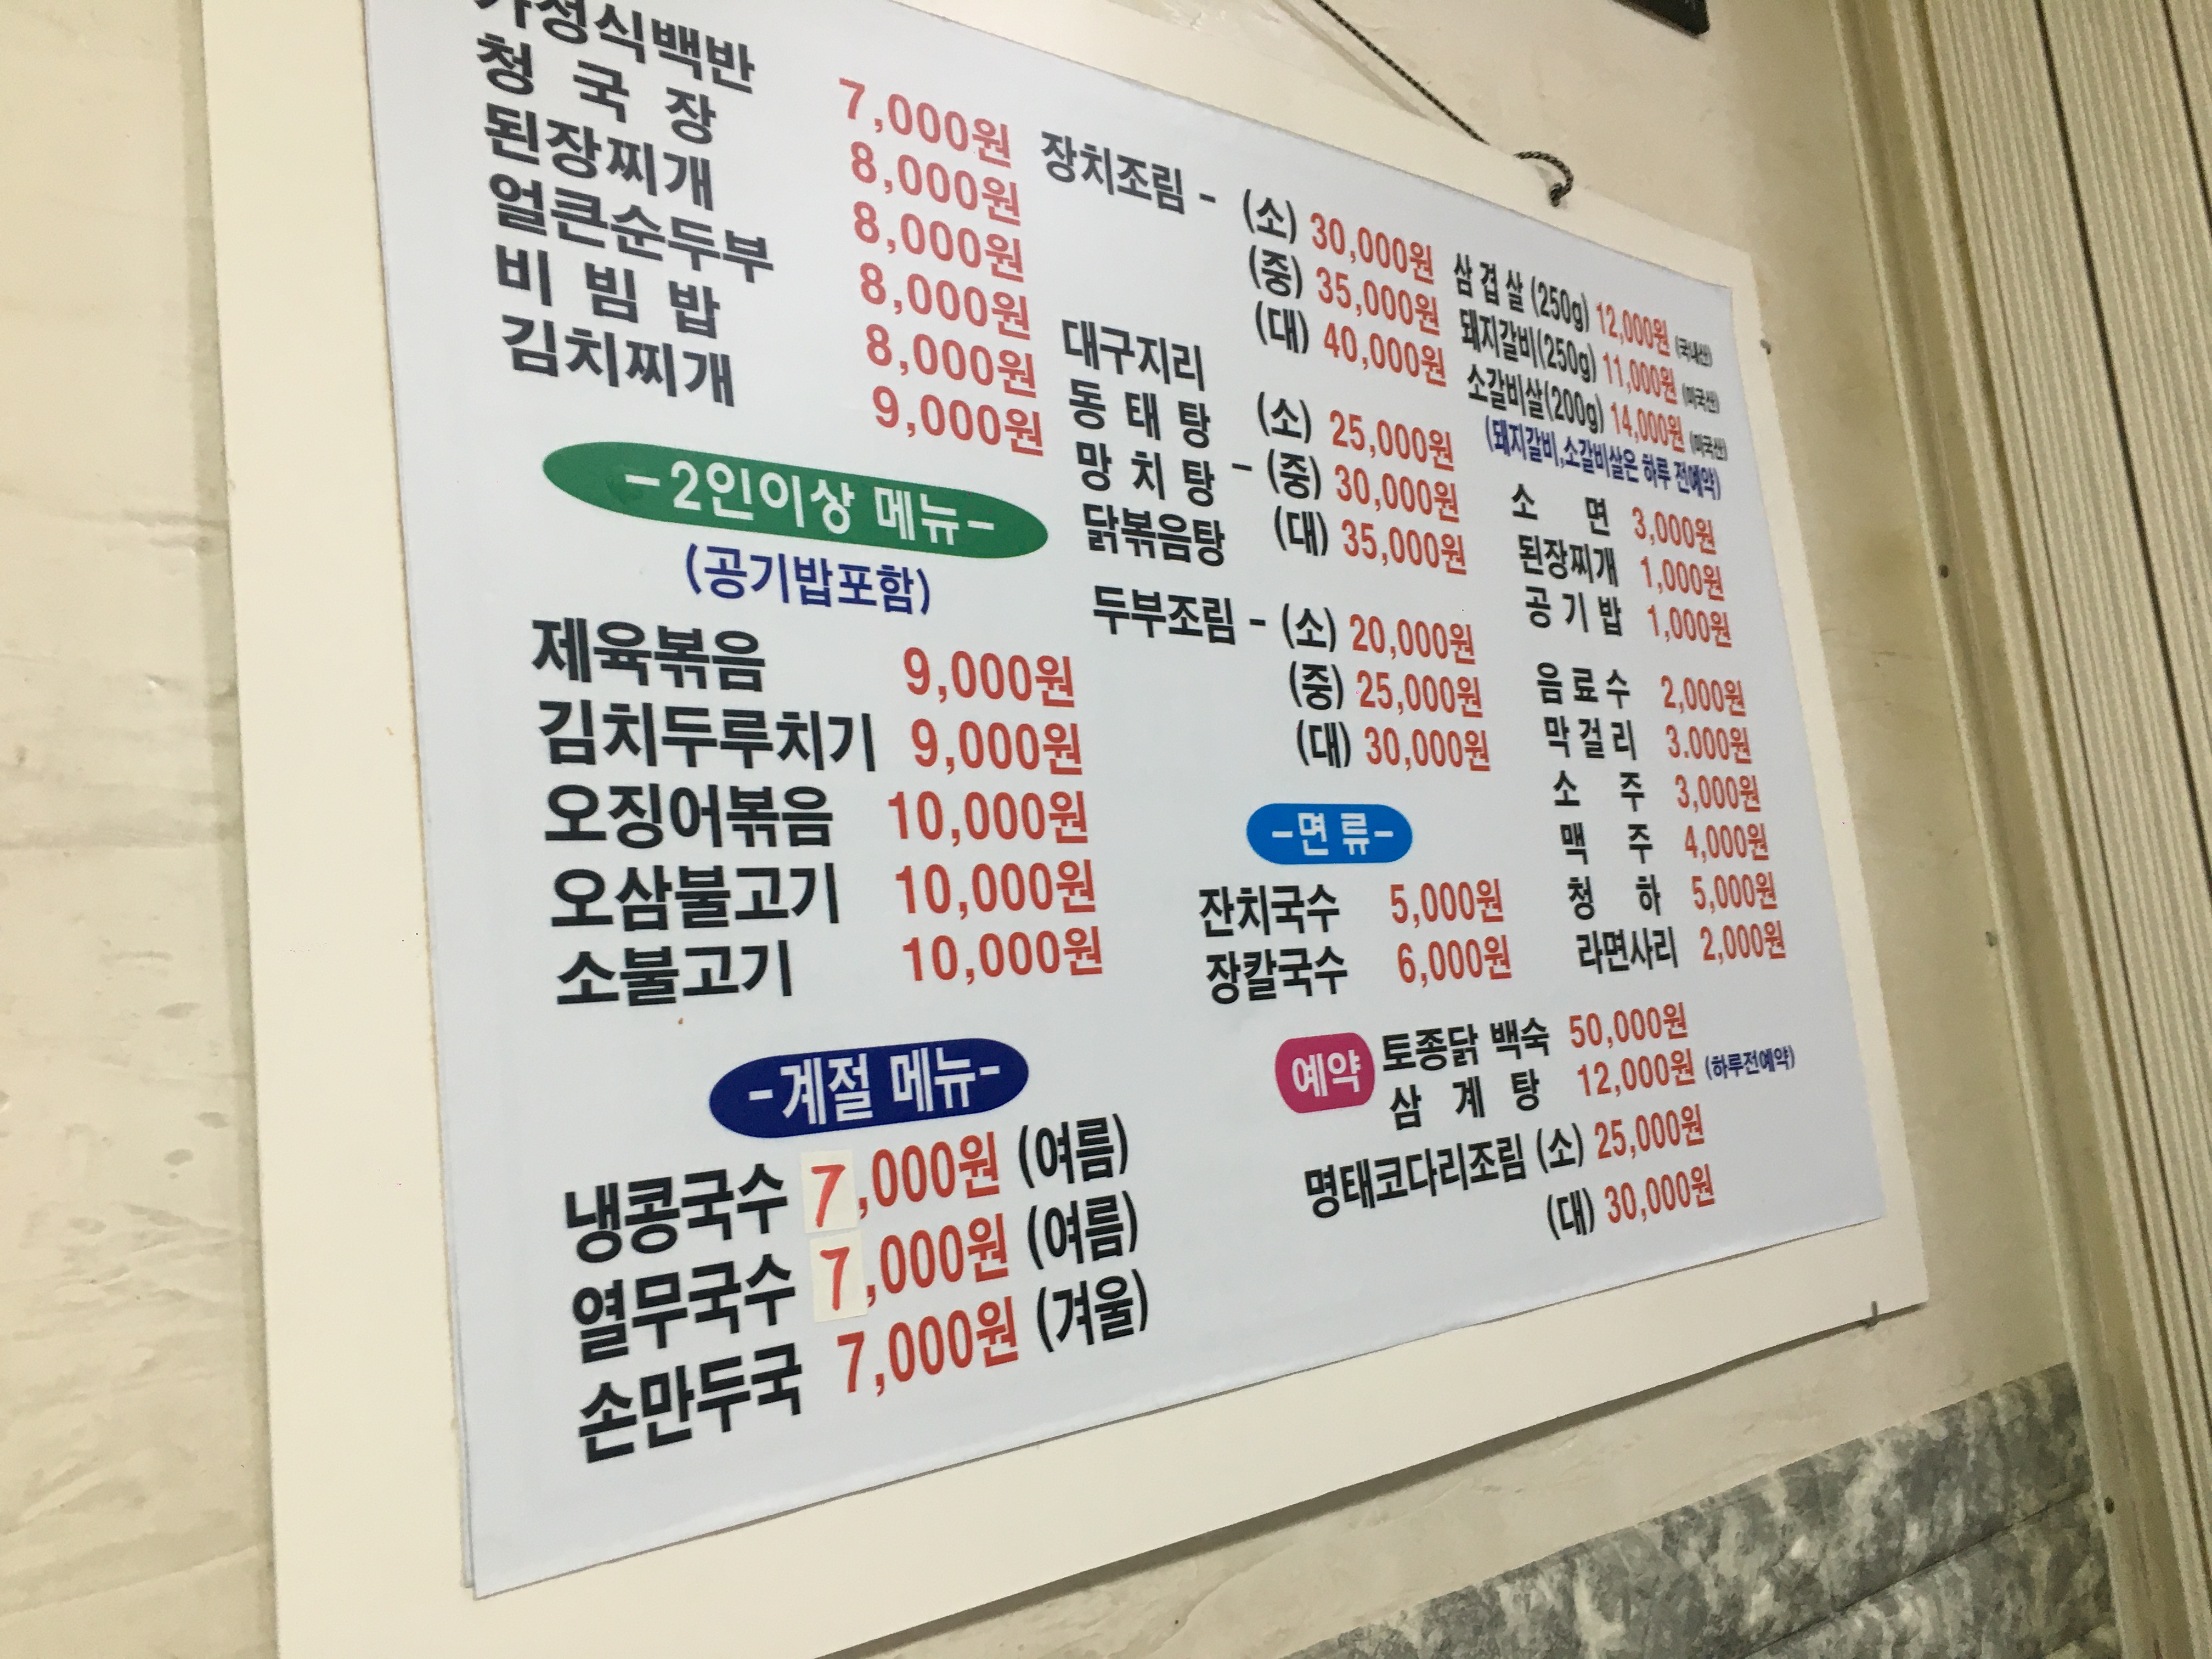 가정식백반 7,000원
청국장 8,000원
된장찌개 8,000원
얼큰순두부 8,000원
비빔밥 8,000원
김치찌개 9,000원
-2인이상 메뉴-
(공기밥포함)
제육볶음 9,000원
김치두루치기 9,000원
오징어볶음 10,000원
오삼불고기 10,000원
소불고기 10,000원
-계절 메뉴-
냉콩국수 7,000원 (여름)
열무국수 7,000원 (여름)
손만두국 7,000원 (겨울)
장치조림 - (소) 30,000원
(중) 35,000원
(대) 40,000원
대구지리
동태탕 (소) 25,000원
망치탕 - (중) 30,000원
닭볶음탕 (대) 35,000원
두부조림 - (소) 20,000원
(중) 25,000원
(대) 30,000원
-면류-
잔치국수 5,000원
장칼국수 6,000원
삼겹살 (250g) 12,000원 (국내산)
돼지갈비(250g) 11,000원 (미국산)
소갈비살(200g) 14,000원 (미국산)
(돼지갈비,소갈비살은 하루 전예약)
소면 3,000원
된장찌개 1,000원
공기밥 1,000원
음료수 2,000원
막걸리 3.000원
소주 3,000원
맥주 4,000원
청하 5,000원
라면사리 2,000원
예약 토종닭 백숙 50,000원
삼계탕 12,000원 (하루전예약)
명태코다리조림 (소) 25,000원
(대) 30,000원